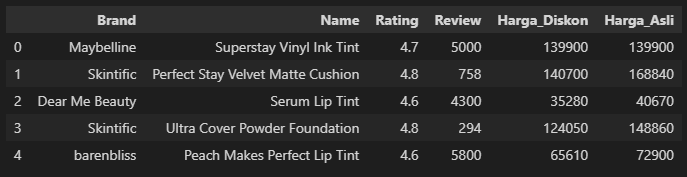 Brand Name Rating Review Harga_Diskon Harga_Asli
0 Maybelline Superstay Vinyl Ink Tint 4.7 5000 139900 139900
1 Skintific Perfect Stay Velvet Matte Cushion 4.8 758 140700 168840
2 Dear Me Beauty Serum Lip Tint 4.6 4300 35280 40670
3 Skintific Ultra Cover Powder Foundation 4.8 294 124050 148860
4 barenbliss Peach Makes Perfect Lip Tint 4.6 5800 65610 72900